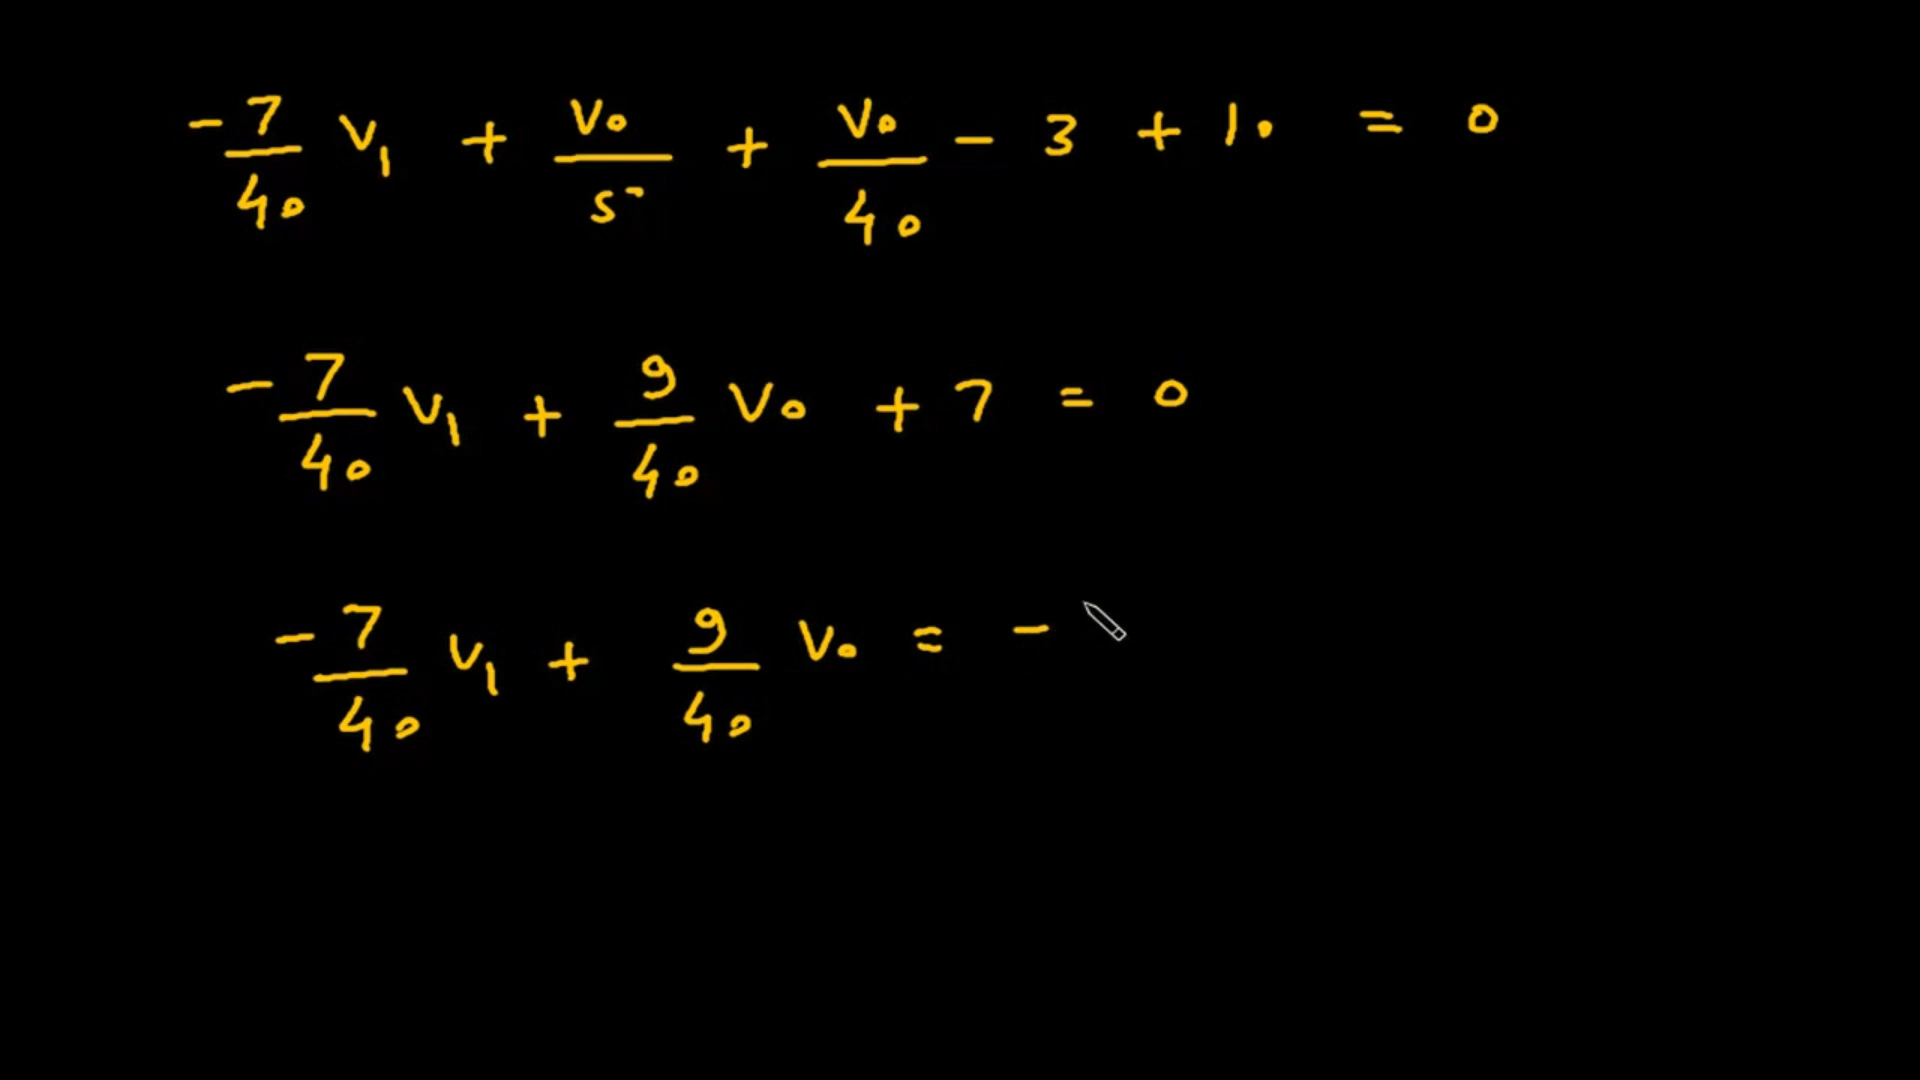 -7/40 V₁ + V₀/5 + V₀/40 - 3 + 10 = 0
-7/40 V₁ + 9/40 V₀ + 7 = 0
-7/40 V₁ + 9/40 V₀ = -